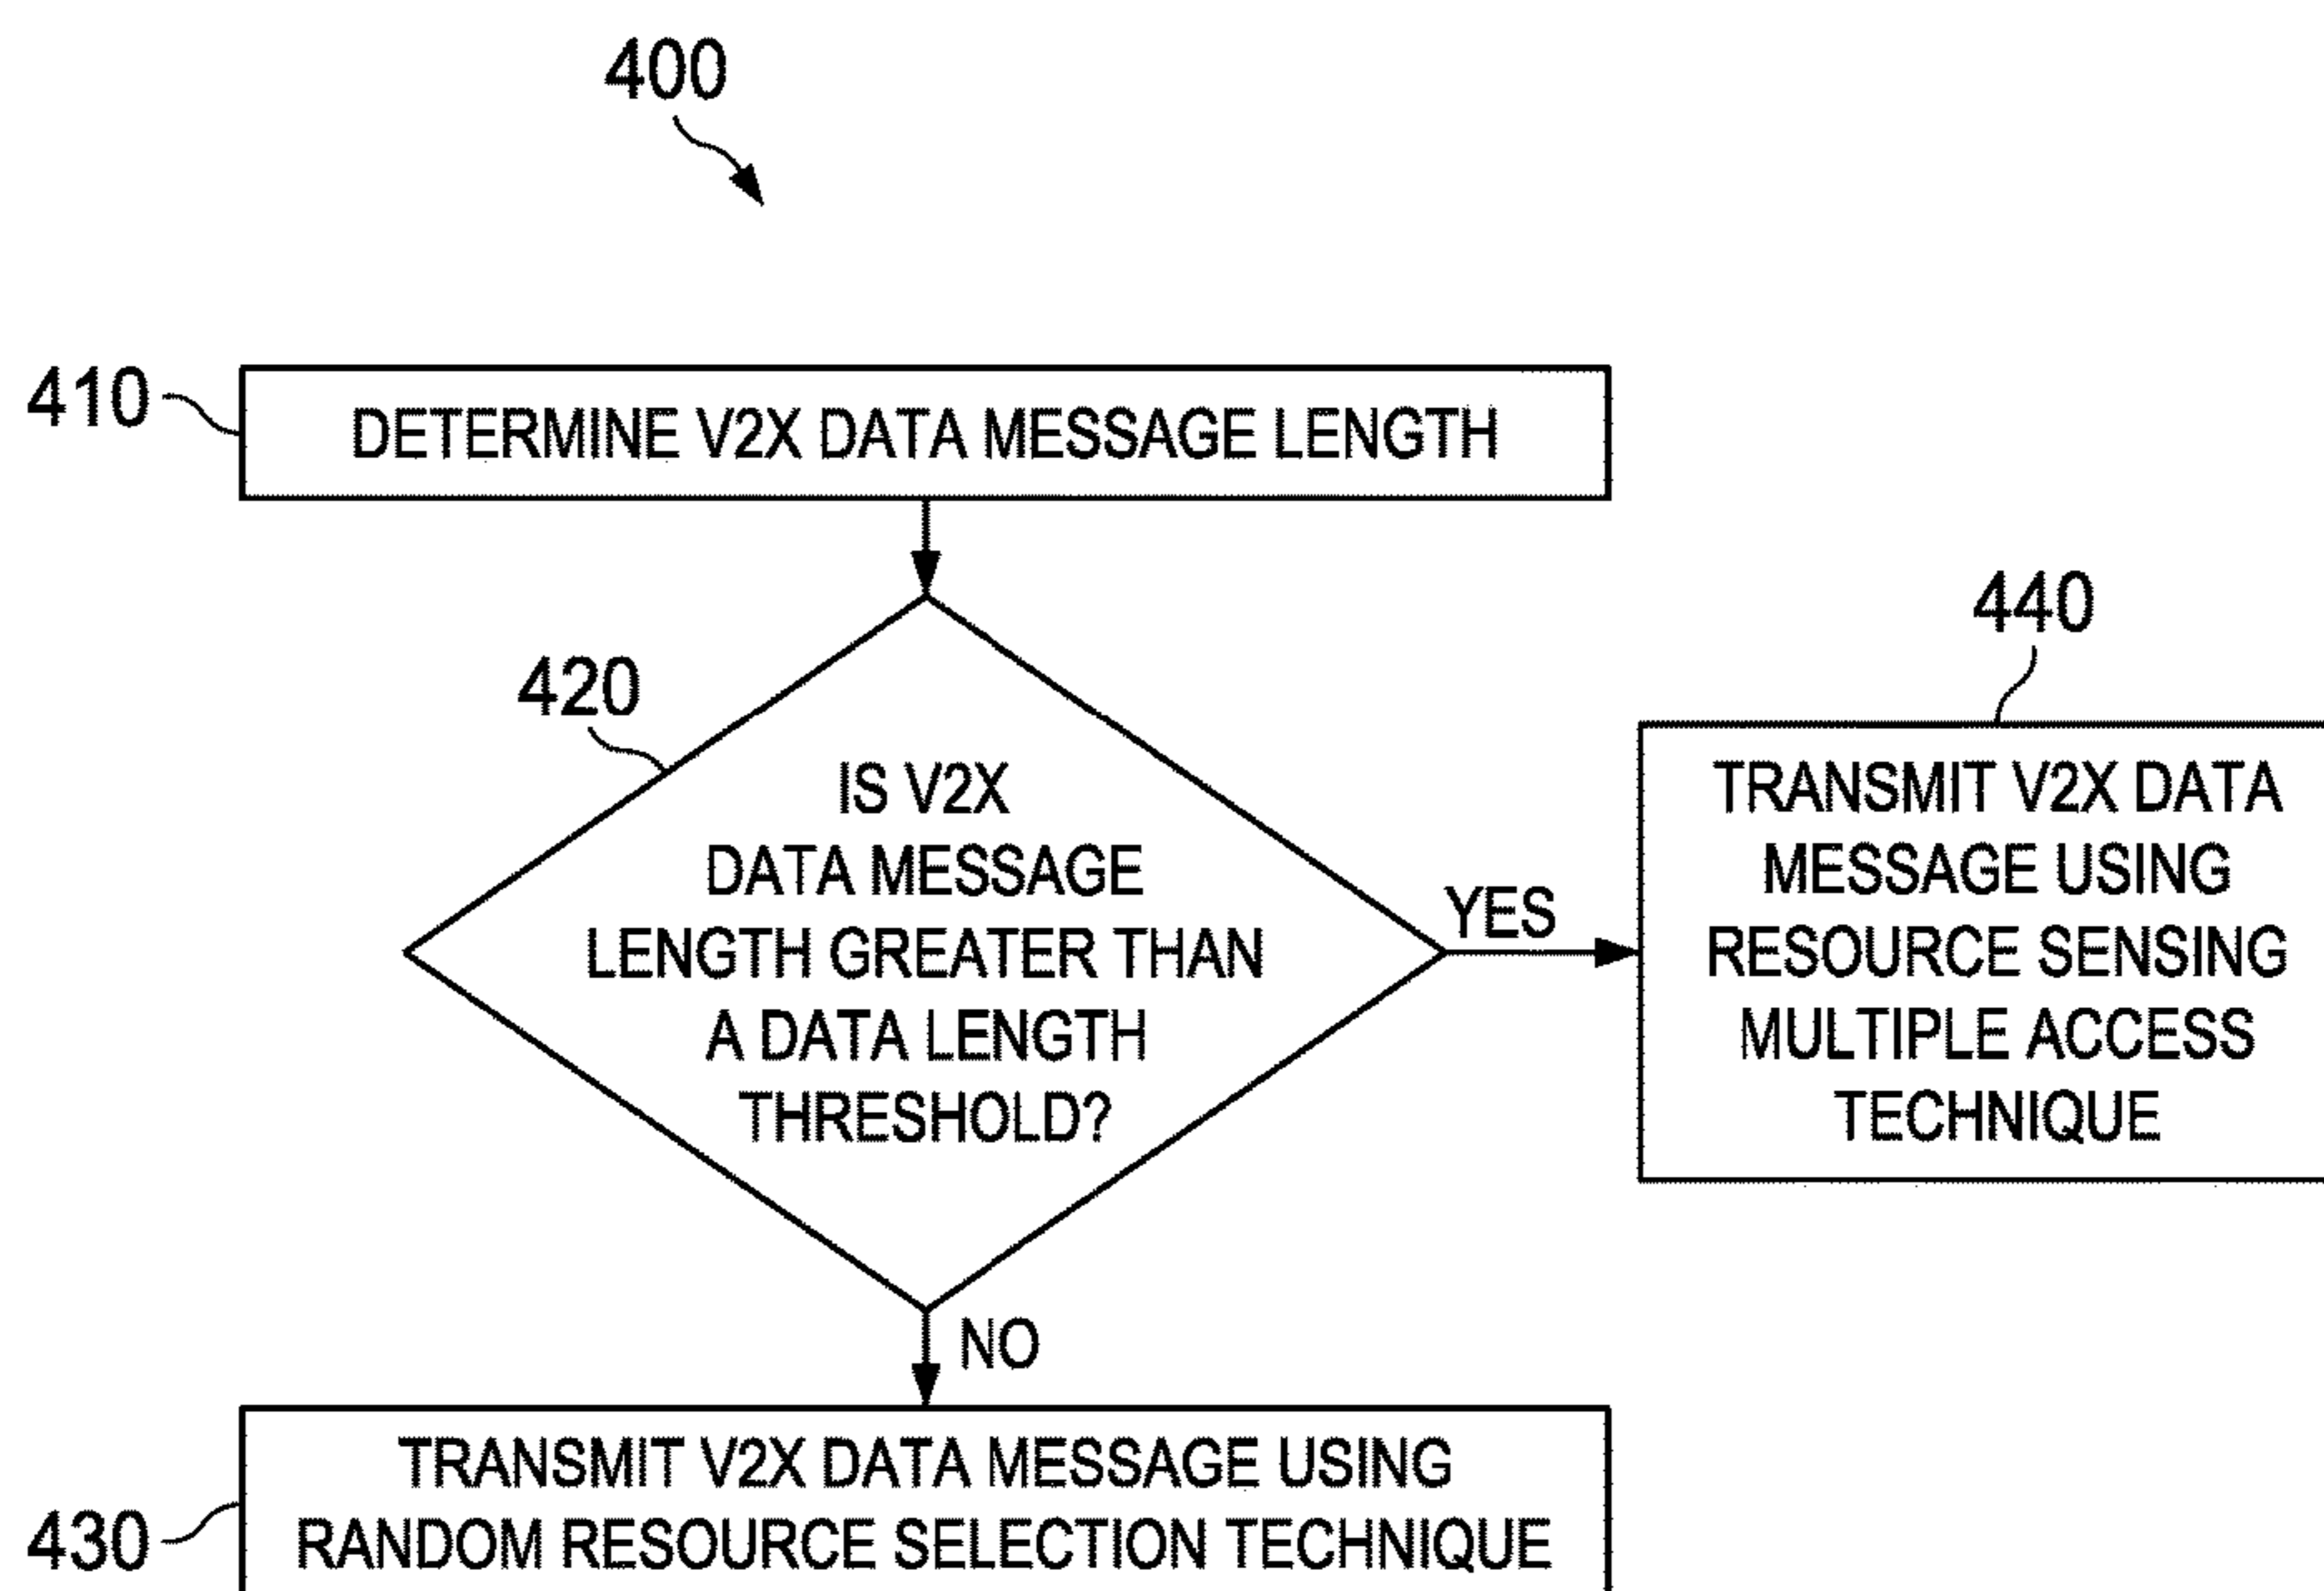 400
410
DETERMINE V2X DATA MESSAGE LENGTH
420
IS V2X
DATA MESSAGE
LENGTH GREATER THAN
A DATA LENGTH
THRESHOLD?
YES
440
TRANSMIT V2X DATA
MESSAGE USING
RESOURCE SENSING
MULTIPLE ACCESS
TECHNIQUE
NO
430
TRANSMIT V2X DATA MESSAGE USING
RANDOM RESOURCE SELECTION TECHNIQUE